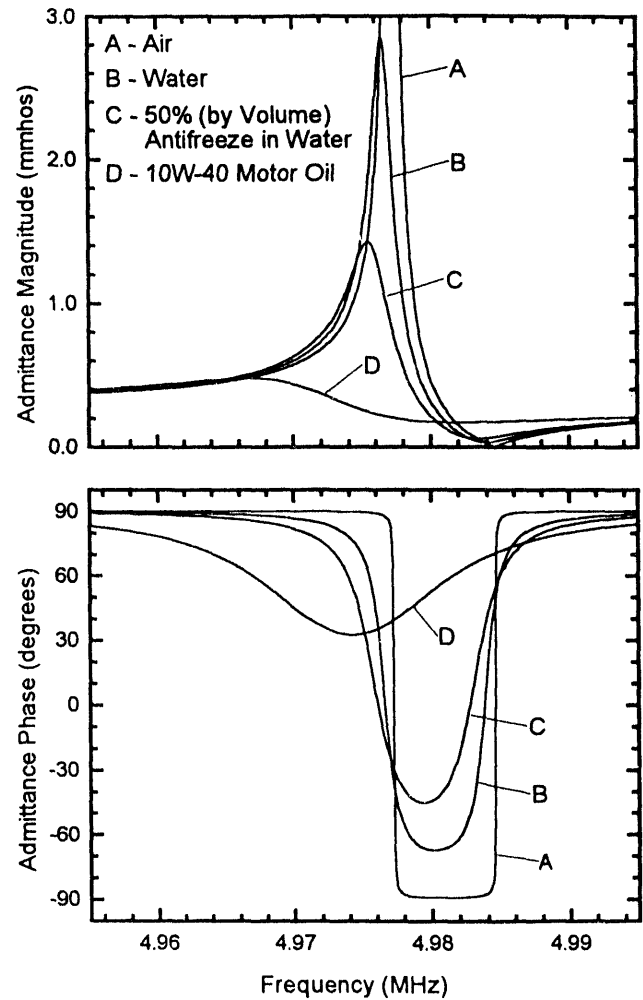 3.0
A - Air
B - Water
C - 50% (by Volume)
Antifreeze in Water
D - 10W-40 Motor Oil
A
B
C
D
2.0
1.0
0.0
Admittance Magnitude (mmhos)
90
60
30
0
-30
-60
-90
Admittance Phase (degrees)
D
C
B
A
4.96
4.97
4.98
4.99
Frequency (MHz)